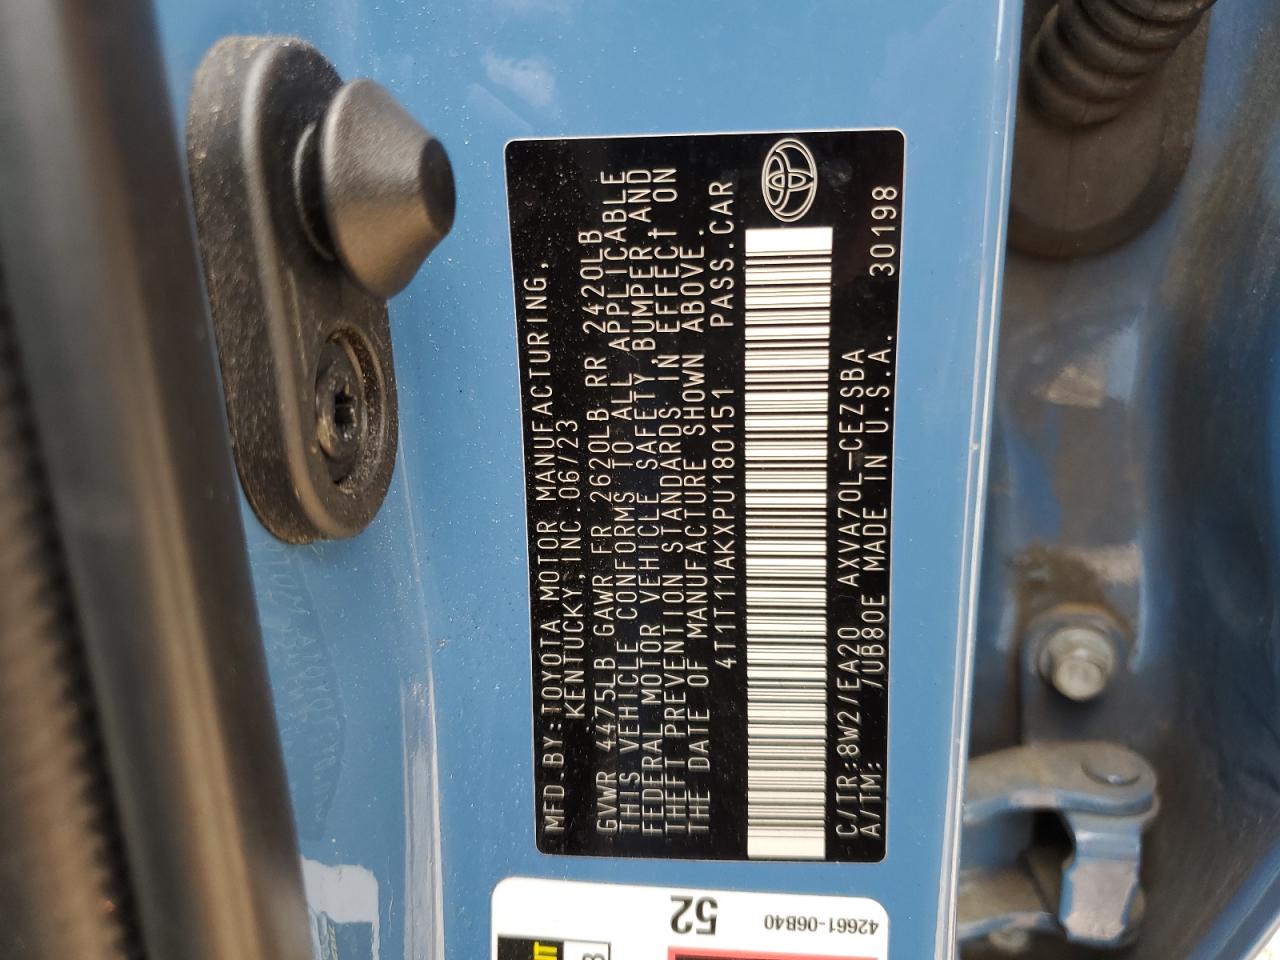 MFD.BY:TOYOTA MOTOR MANUFACTURING,
KENTUCKY,INC. 06/23
GVWR 4475LB GAWR FR 2620LB RR 2420LB
THIS VEHICLE CONFORMS TO ALL APPLICABLE
FEDERAL MOTOR VEHICLE SAFETY,BUMPER AND
THEFT PREVENTION STANDARDS IN EFFECT ON
THE DATE OF MANUFACTURE SHOWN ABOVE.
4T1T11AKXPU180151 PASS.CAR
C/TR:8W2/EA20 AXVA70L-CEZSBA
A/TM: /UB80E MADE IN U.S.A. 30198
52
42661-06B40